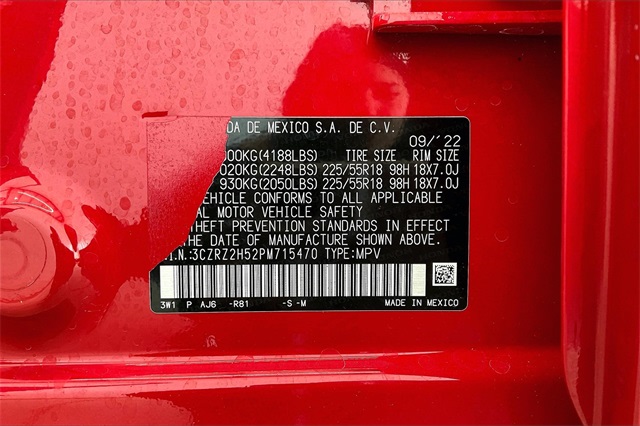 DA DE MEXICO S.A. DE C.V.
09/'22
00KG(4188LBS) TIRE SIZE RIM SIZE
020KG(2248LBS) 225/55R18 98H 18X7.0J
930KG(2050LBS) 225/55R18 98H 18X7.0J
VEHICLE CONFORMS TO ALL APPLICABLE
AL MOTOR VEHICLE SAFETY
THEFT PREVENTION STANDARDS IN EFFECT
THE DATE OF MANUFACTURE SHOWN ABOVE.
V.I.N.:3CZRZ2H52PM715470 TYPE:MPV
3W1 P AJ6 -R81 -S-M MADE IN MEXICO